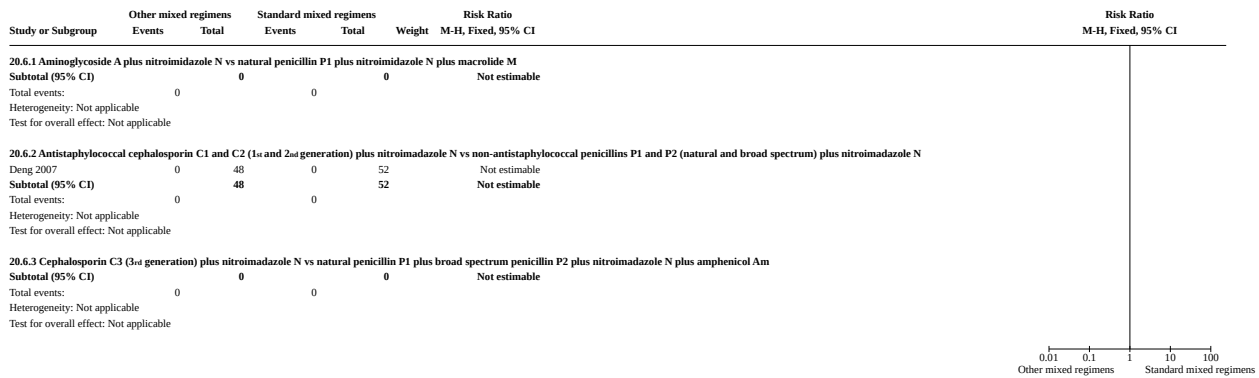 Other mixed regimens Standard mixed regimens Risk Ratio Risk Ratio
Study or Subgroup Events Total Events Total Weight M-H, Fixed, 95% CI M-H, Fixed, 95% CI
20.6.1 Aminoglycoside A plus nitroimidazole N vs natural penicillin P1 plus nitroimidazole N plus macrolide M
Subtotal (95% CI) 0 0 Not estimable
Total events: 0 0
Heterogeneity: Not applicable
Test for overall effect: Not applicable
20.6.2 Antistaphylococcal cephalosporin C1 and C2 (1st and 2nd generation) plus nitroimadazole N vs non-antistaphylococcal penicillins P1 and P2 (natural and broad spectrum) plus nitroimadazole N
Deng 2007 0 48 0 52 Not estimable
Subtotal (95% CI) 48 52 Not estimable
Total events: 0 0
Heterogeneity: Not applicable
Test for overall effect: Not applicable
20.6.3 Cephalosporin C3 (3rd generation) plus nitroimadazole N vs natural penicillin P1 plus broad spectrum penicillin P2 plus nitroimadazole N plus amphenicol Am
Subtotal (95% CI) 0 0 Not estimable
Total events: 0 0
Heterogeneity: Not applicable
Test for overall effect: Not applicable
0.01 0.1 1 10 100
Other mixed regimens Standard mixed regimens